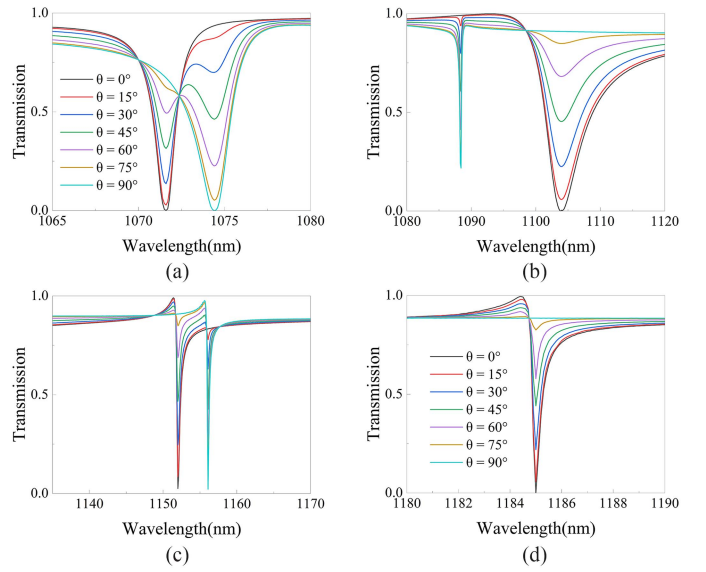 1.0
0.5
0.0
Transmission
θ = 0°
θ = 15°
θ = 30°
θ = 45°
θ = 60°
θ = 75°
θ = 90°
1065 1070 1075 1080
Wavelength(nm)
(a)
1.0
0.5
0.0
Transmission
1080 1090 1100 1110 1120
Wavelength(nm)
(b)
1.0
0.5
0.0
Transmission
1140 1150 1160 1170
Wavelength(nm)
(c)
1.0
0.5
0.0
Transmission
θ = 0°
θ = 15°
θ = 30°
θ = 45°
θ = 60°
θ = 75°
θ = 90°
1180 1182 1184 1186 1188 1190
Wavelength(nm)
(d)